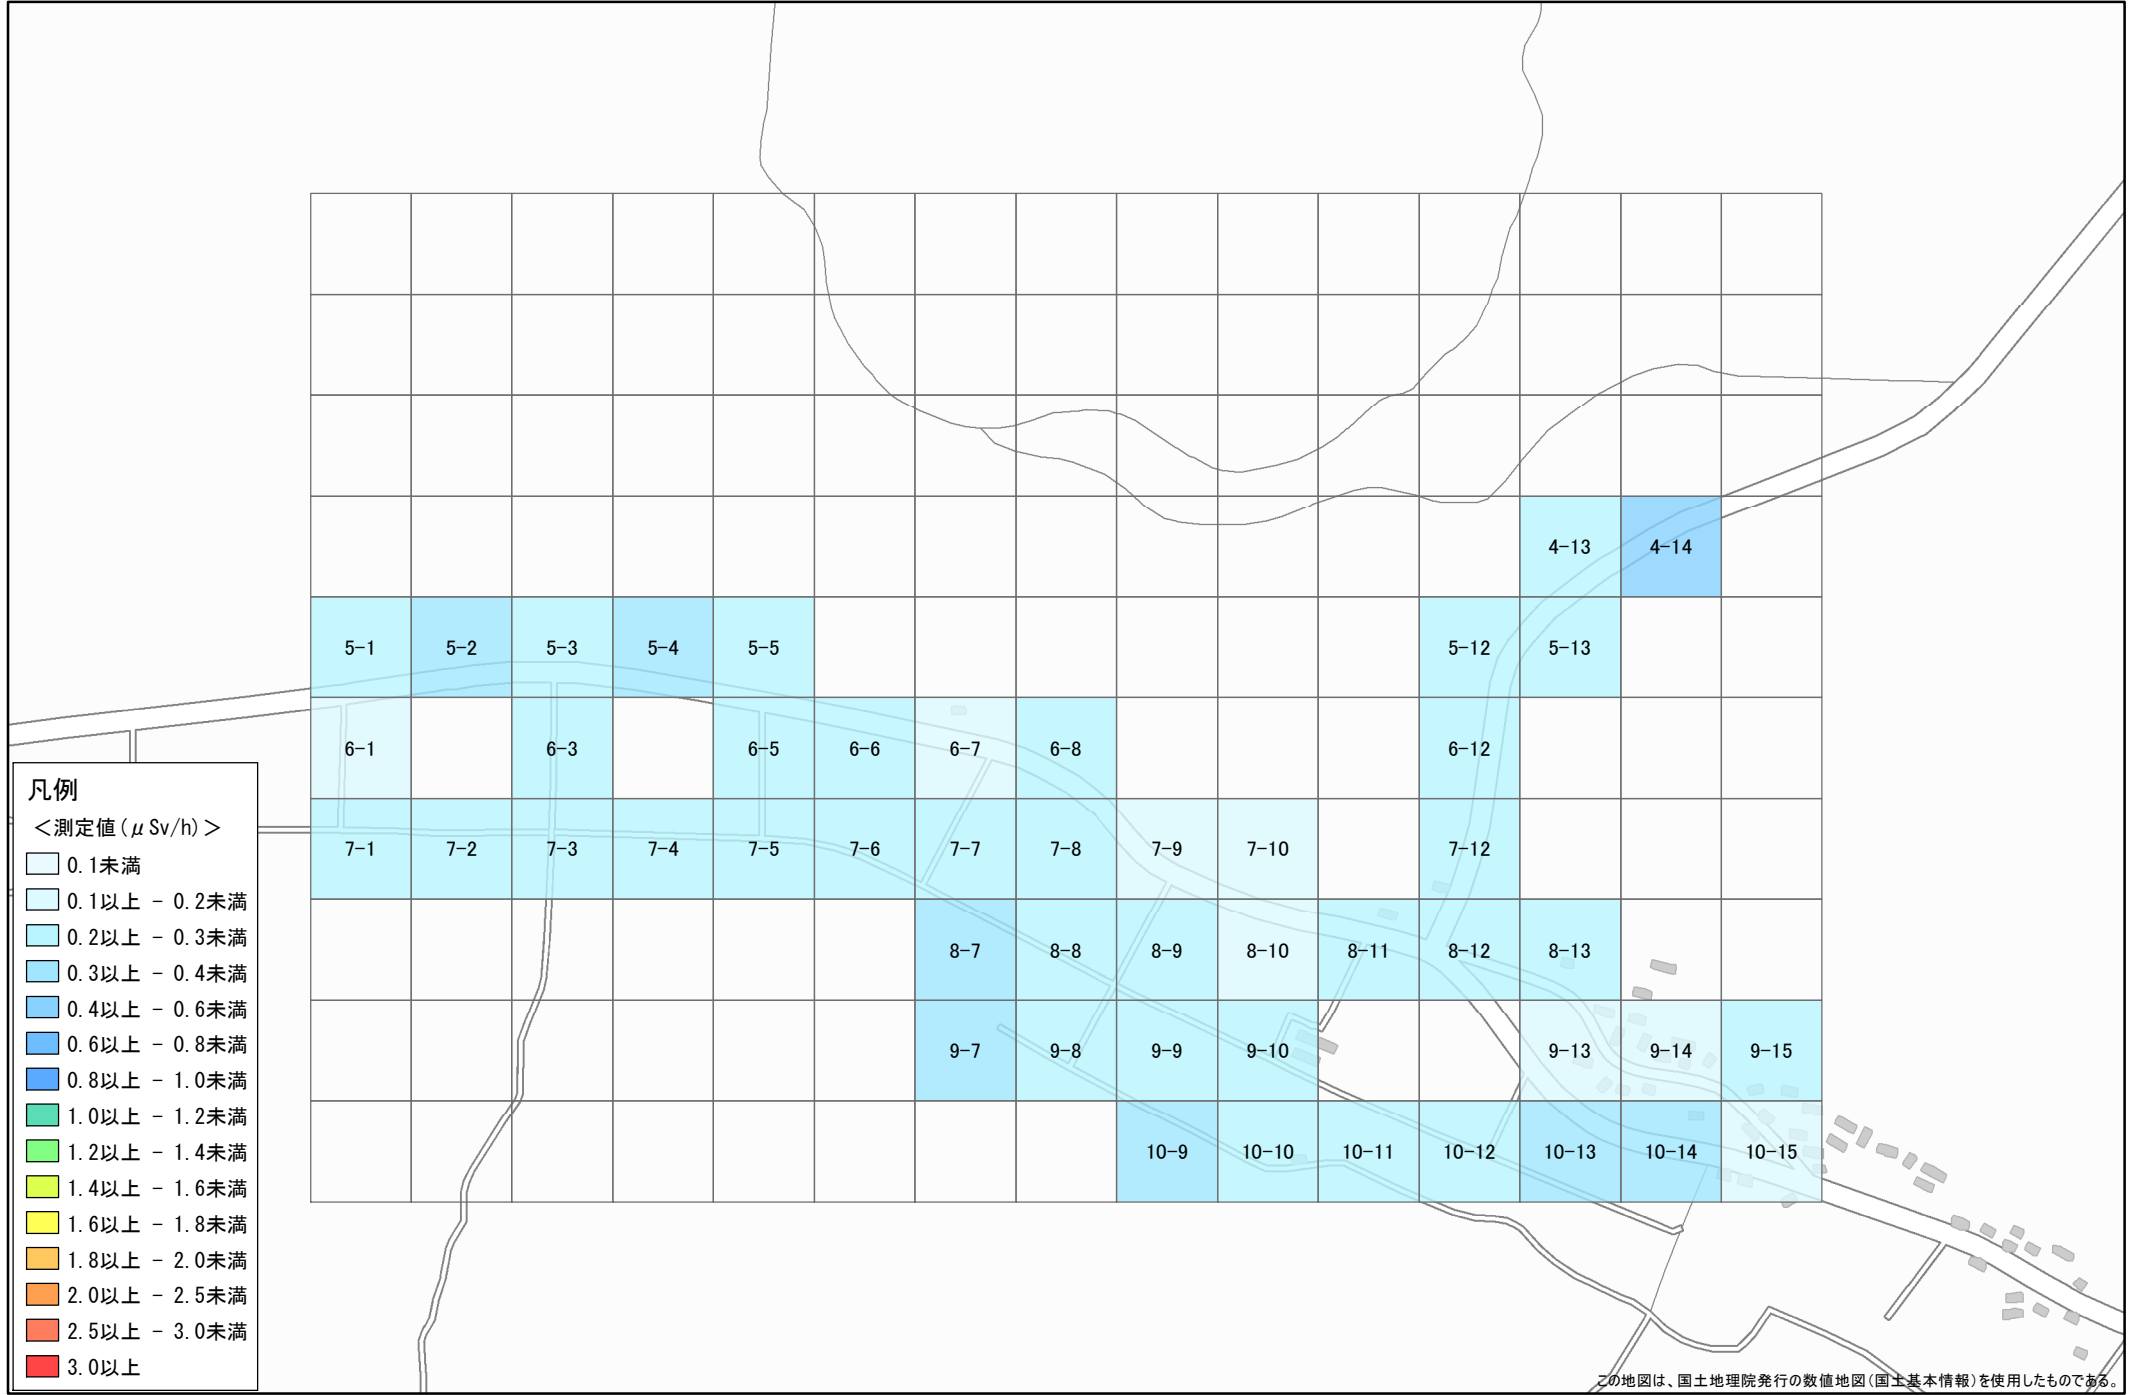 4-13 4-14
5-1 5-2 5-3 5-4 5-5 5-12 5-13
6-1 6-3 6-5 6-6 6-7 6-8 6-12
7-1 7-2 7-3 7-4 7-5 7-6 7-7 7-8 7-9 7-10 7-12
8-7 8-8 8-9 8-10 8-11 8-12 8-13
9-7 9-8 9-9 9-10 9-13 9-14 9-15
10-9 10-10 10-11 10-12 10-13 10-14 10-15
凡例
＜測定値(μSv/h)＞
0.1未満
0.1以上 - 0.2未満
0.2以上 - 0.3未満
0.3以上 - 0.4未満
0.4以上 - 0.6未満
0.6以上 - 0.8未満
0.8以上 - 1.0未満
1.0以上 - 1.2未満
1.2以上 - 1.4未満
1.4以上 - 1.6未満
1.6以上 - 1.8未満
1.8以上 - 2.0未満
2.0以上 - 2.5未満
2.5以上 - 3.0未満
3.0以上
この地図は、国土地理院発行の数値地図(国土基本情報)を使用したものである。